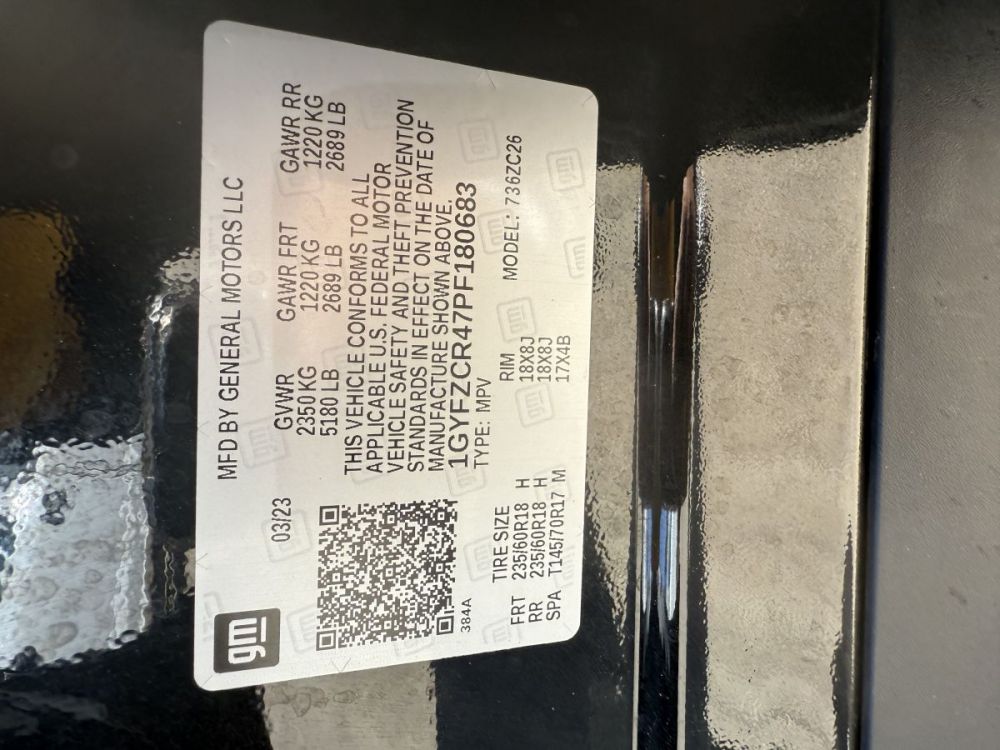 gm
MFD BY GENERAL MOTORS LLC
03/23
GVWR GAWR FRT GAWR RR
2350 KG 1220 KG 1220 KG
5180 LB 2689 LB 2689 LB
THIS VEHICLE CONFORMS TO ALL
APPLICABLE U.S. FEDERAL MOTOR
VEHICLE SAFETY AND THEFT PREVENTION
STANDARDS IN EFFECT ON THE DATE OF
MANUFACTURE SHOWN ABOVE.
1GYFZCR47PF180683
384A
TYPE: MPV MODEL: 736ZC26
TIRE SIZE RIM
FRT 235/60R18 H 18X8J
RR 235/60R18 H 18X8J
SPA T145/70R17 M 17X4B